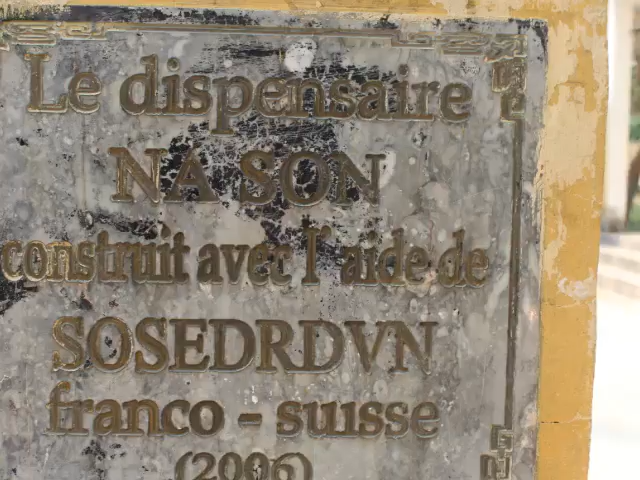 Le dispensaire
NA SON
construit avec l' aide de
SOSEDRDVN
franco - suisse
(2006)